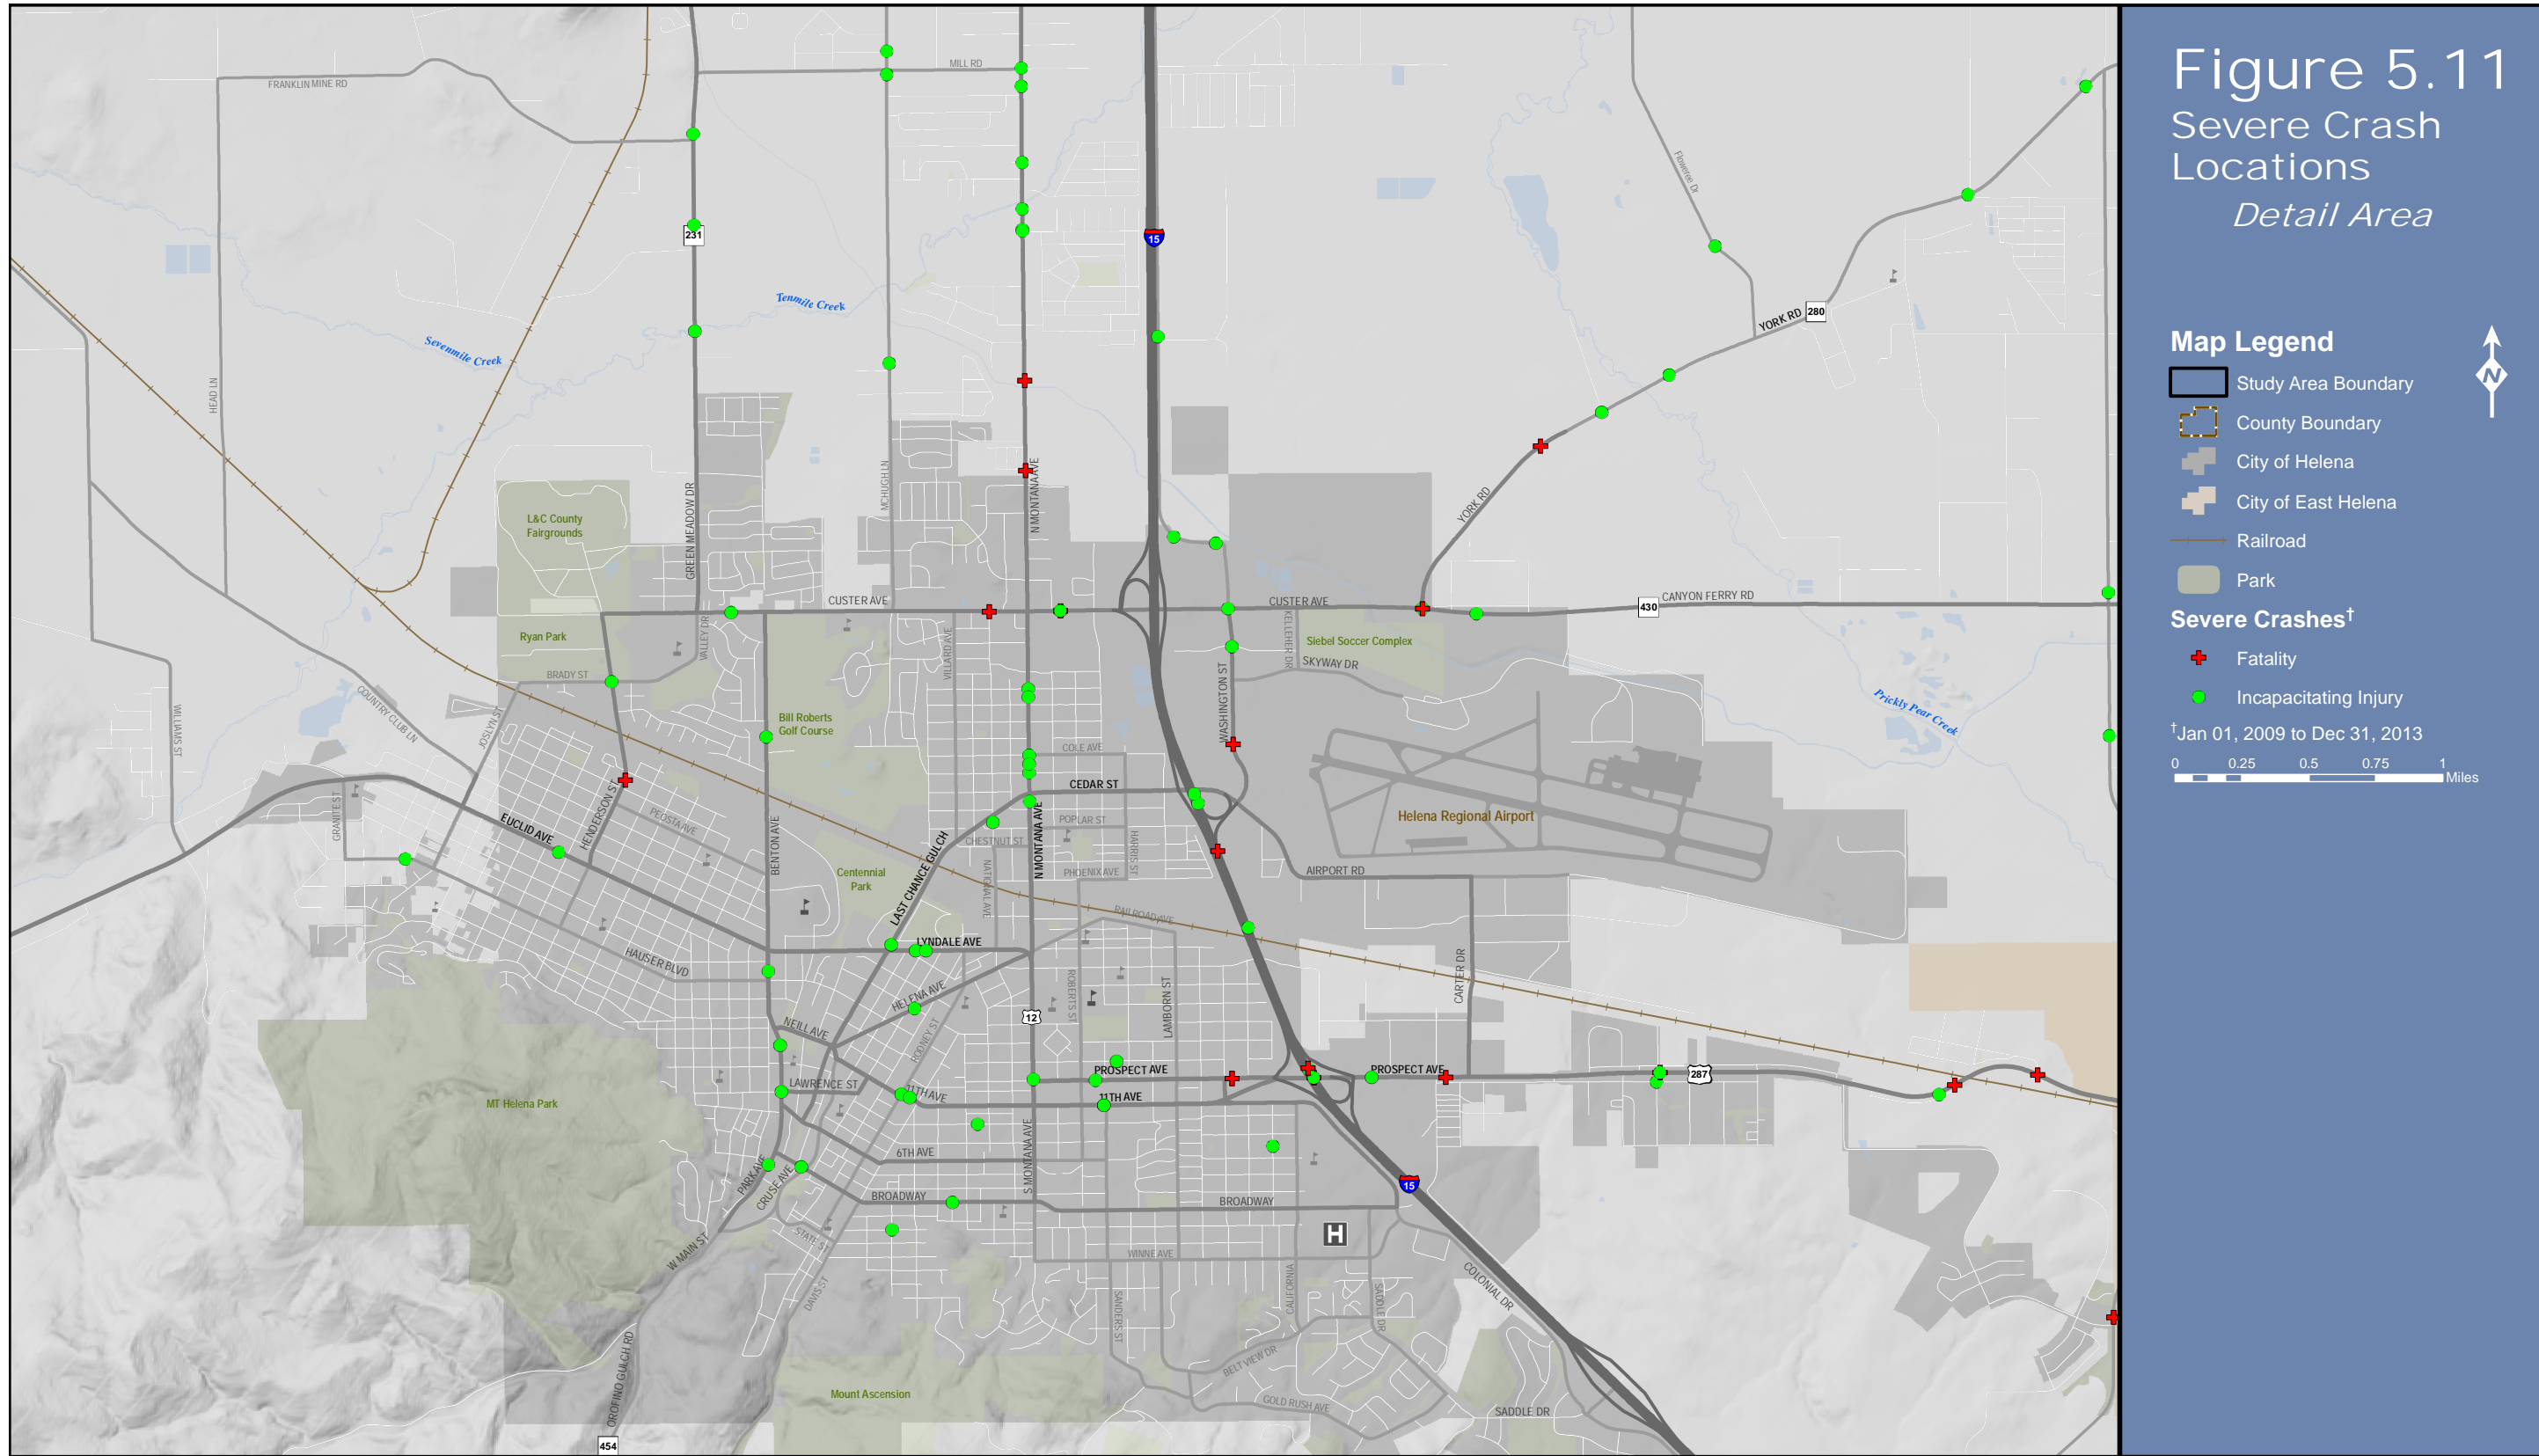 Figure 5.11
Severe Crash
Locations
Detail Area
Map Legend
N
Study Area Boundary
County Boundary
City of Helena
City of East Helena
Railroad
Park
Severe Crashes†
Fatality
Incapacitating Injury
†Jan 01, 2009 to Dec 31, 2013
0 0.25 0.5 0.75 1
Miles
FRANKLIN MINE RD
MILL RD
231
15
Floweree Dr
Tenmile Creek
Sevenmile Creek
YORK RD
280
HEAD LN
MCHUGH LN
N MONTANA AVE
GREEN MEADOW DR
YORK RD
L&C County
Fairgrounds
CUSTER AVE
CUSTER AVE
430
CANYON FERRY RD
Ryan Park
VALLEY DR
VILLARD AVE
KELLEHER DR
Siebel Soccer Complex
SKYWAY DR
WASHINGTON ST
BRADY ST
COUNTRY CLUB LN
JOSLYN ST
WILLIAMS ST
Bill Roberts
Golf Course
Prickly Pear Creek
COLE AVE
CEDAR ST
GRANITE ST
EUCLID AVE
HENDERSON ST
PEOSTA AVE
BENTON AVE
LAST CHANCE GULCH
POPLAR ST
CHESTNUT ST
HARRIS ST
N MONTANA AVE
NATIONAL AVE
PHOENIX AVE
Helena Regional Airport
AIRPORT RD
Centennial
Park
RAILROAD AVE
LYNDALE AVE
HAUSER BLVD
HELENA AVE
ROBERTS ST
LAMBORN ST
CARTER DR
12
NEILL AVE
RODNEY ST
PROSPECT AVE
PROSPECT AVE
287
LAWRENCE ST
11TH AVE
11TH AVE
MT Helena Park
6TH AVE
S MONTANA AVE
PARK AVE
CRUSE AVE
BROADWAY
BROADWAY
15
H
STATE ST
W MAIN ST
WINNE AVE
DAVIS ST
SANDERS ST
CALIFORNIA
SADDLE DR
COLONIAL DR
BELT VIEW DR
OROFINO GULCH RD
Mount Ascension
GOLD RUSH AVE
SADDLE DR
454